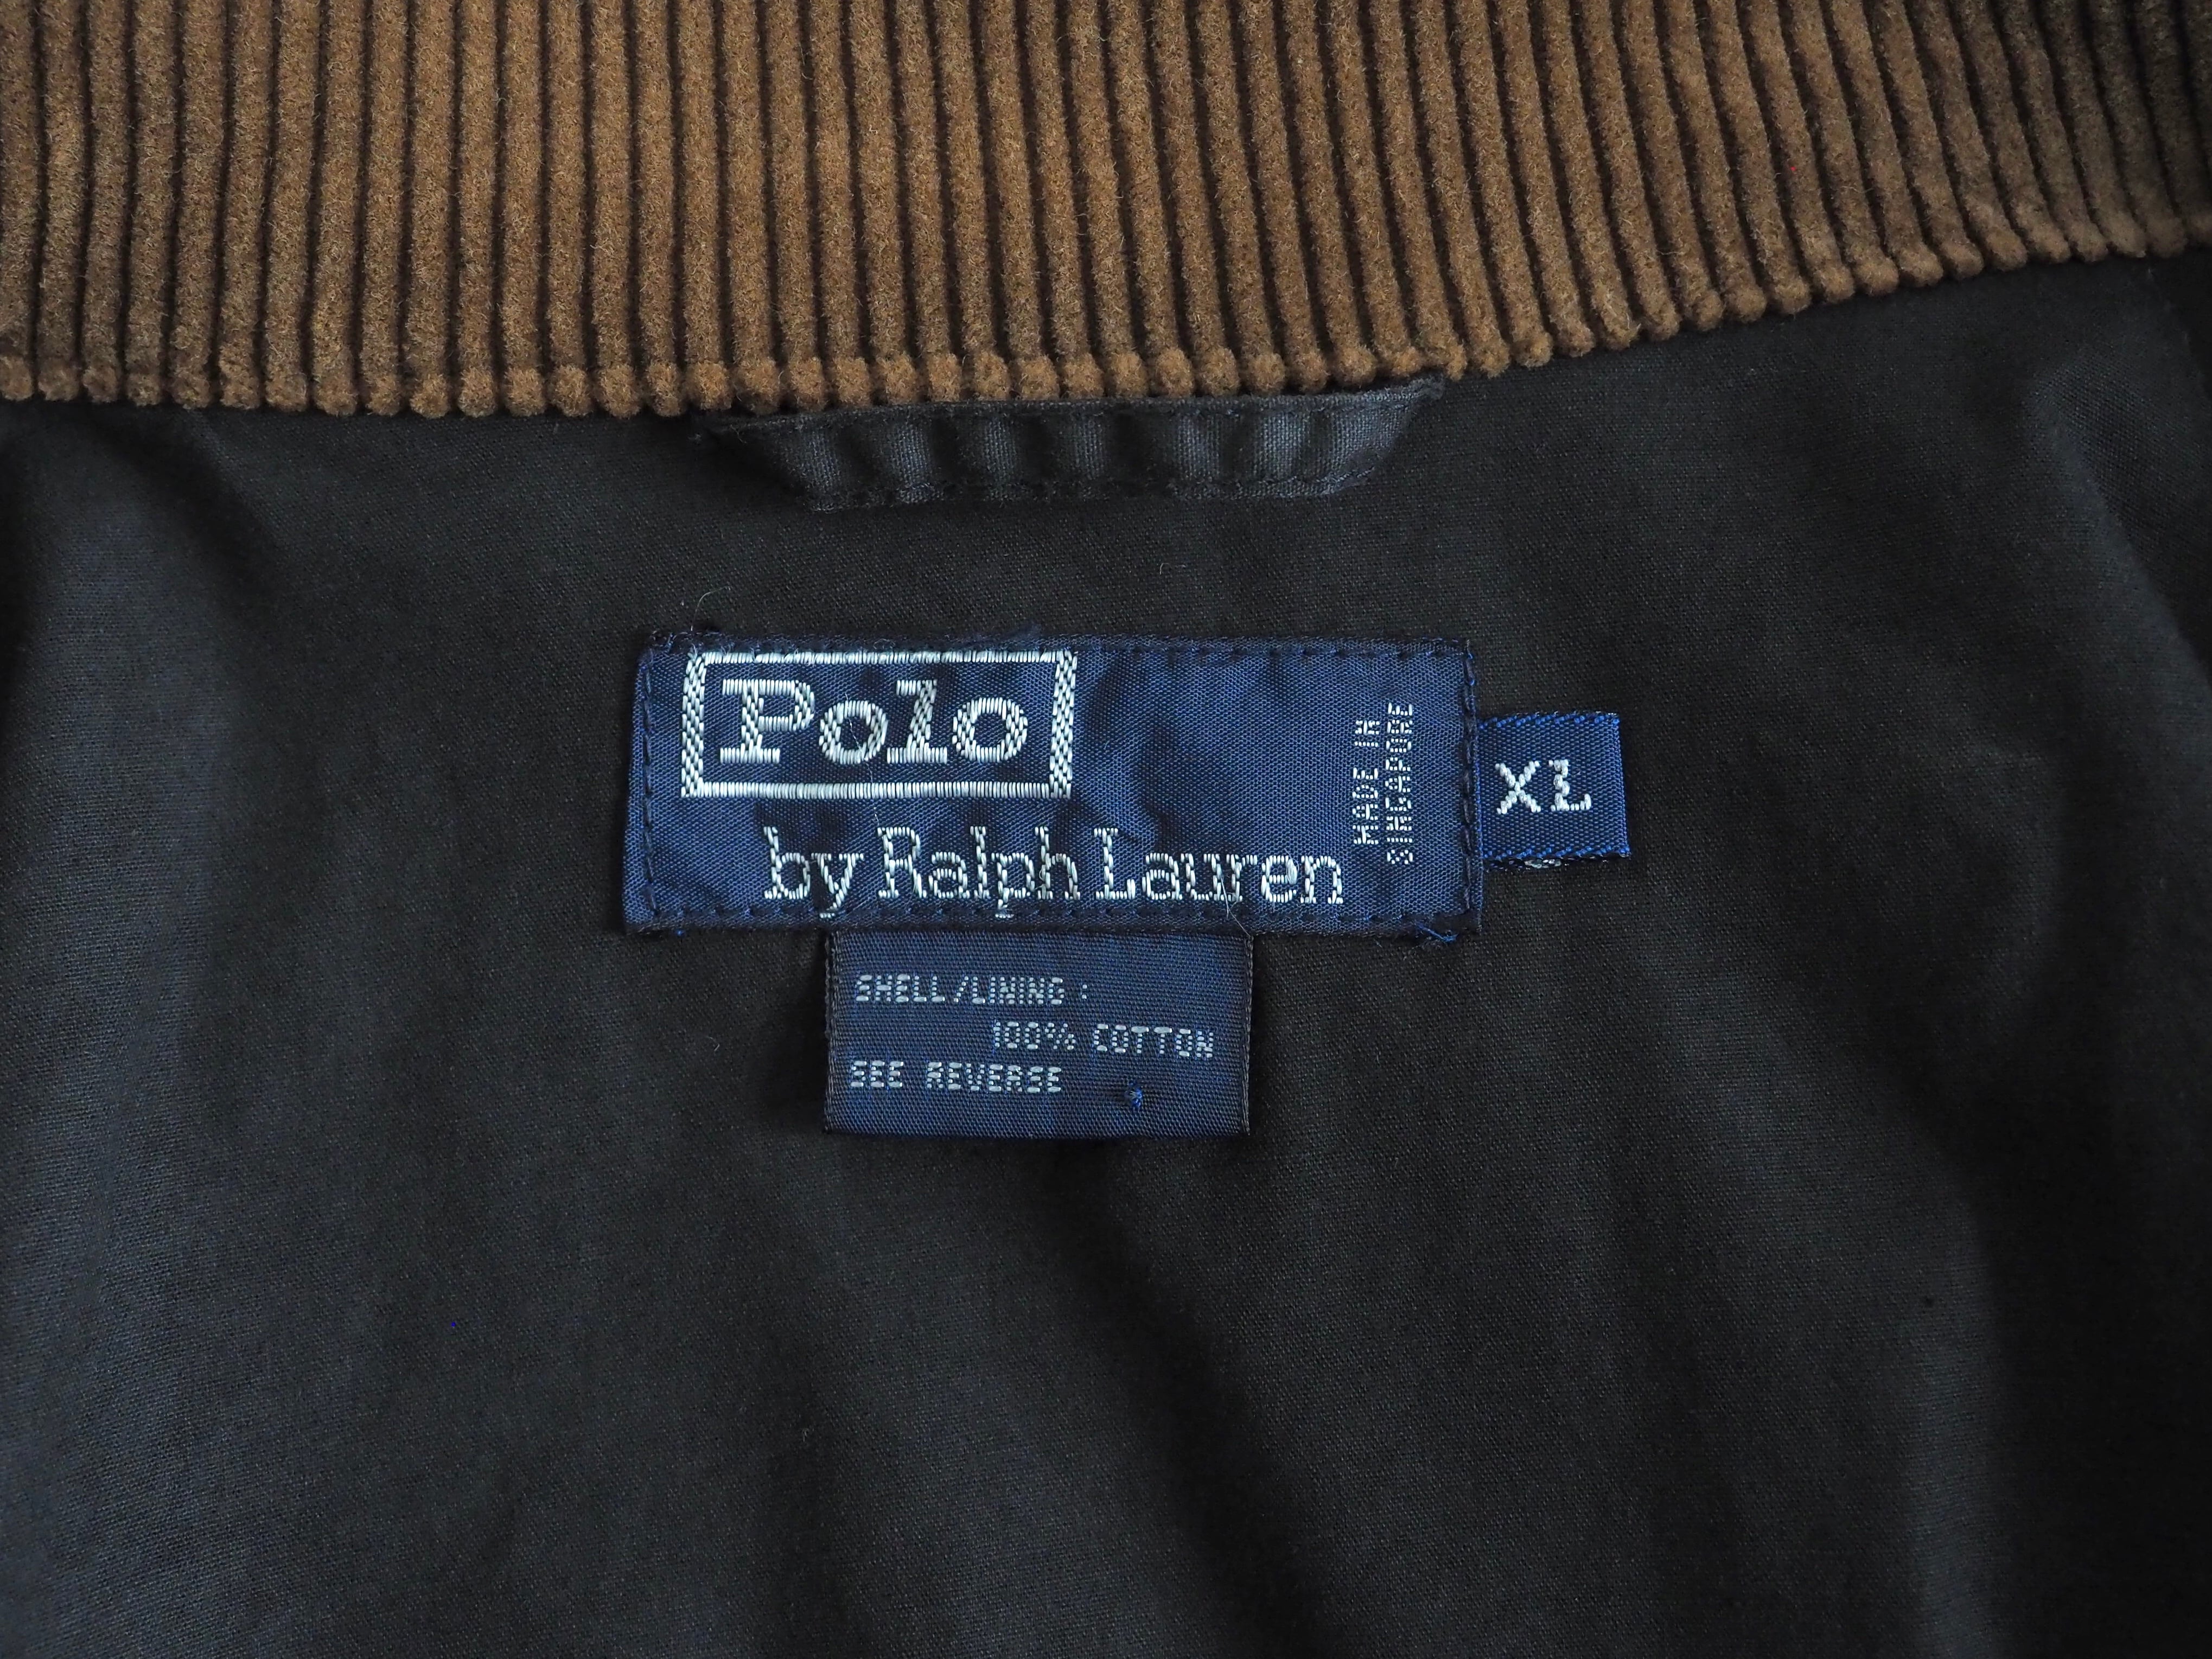 Polo
by Ralph Lauren
MADE IN
SINGAPORE
XL
SHELL/LINING :
100% COTTON
SEE REVERSE